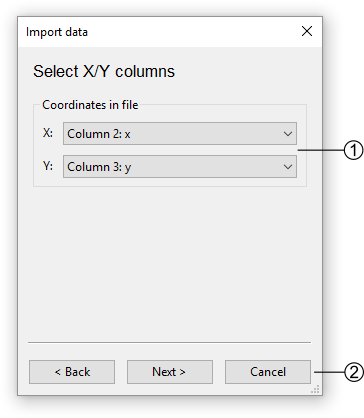 Import data
Select X/Y columns
Coordinates in file
X: Column 2: x
1
Y: Column 3: y
< Back Next > Cancel 2